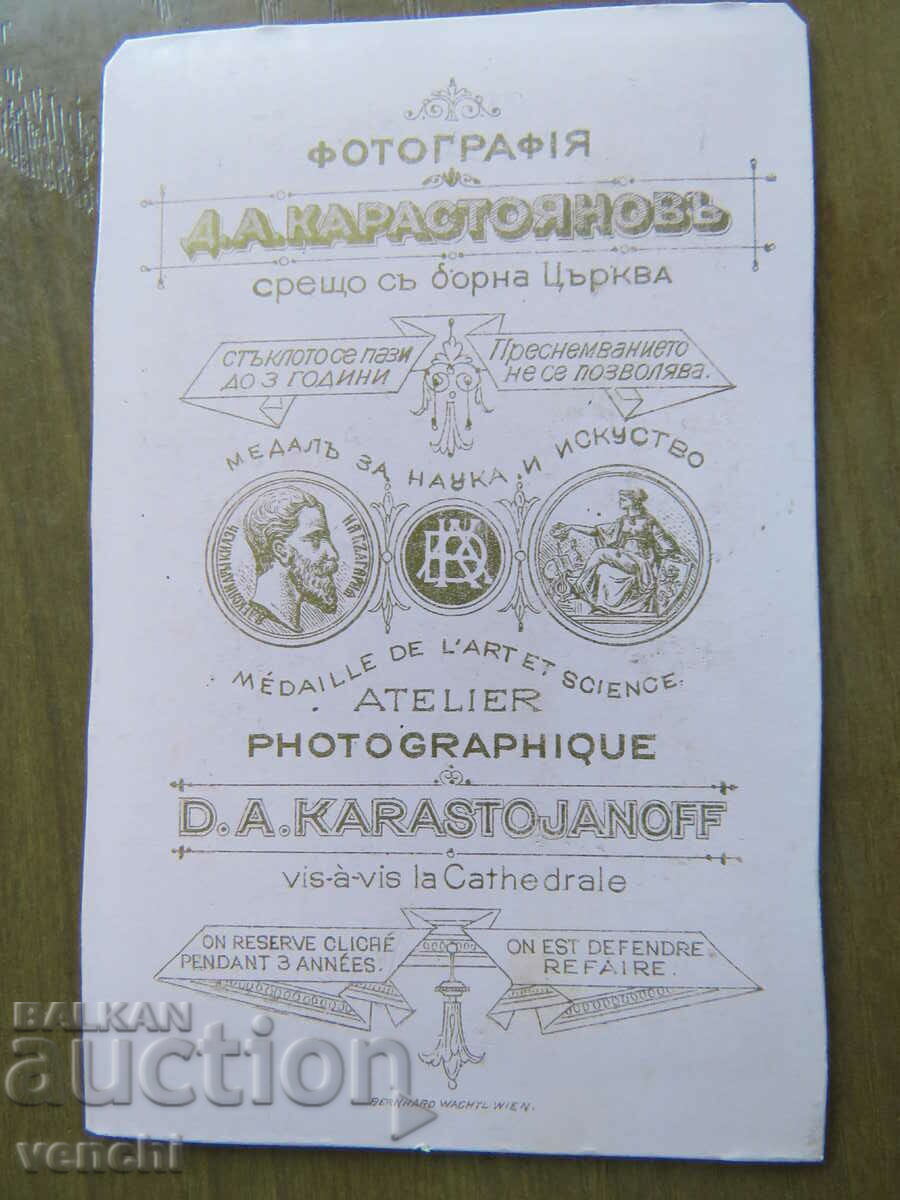 ФОТОГРАФІЯ
Д.А.КАРАСТОЯНОВЪ
срещо съ борна Църква
СТЪКЛОТО СЕ ПАЗИ
ДО 3 ГОДИНИ
ПРЕСНЕМВАНИЕТО
НЕ СЕ ПОЗВОЛЯВА.
МЕДАЛЪ ЗА НАУКА И ИСКУСТВО
MÉDAILLE DE L'ART ET SCIENCE.
ATELIER
PHOTOGRAPHIQUE
D.A.KARASTOJANOFF
vis-à-vis la Cathedrale
ON RESERVE CLICHÉ
PENDANT 3 ANNÉES.
ON EST DEFENDRE
REFAIRE.
BERNHARD WACHTL WIEN.
BALKAN
auction
venchi